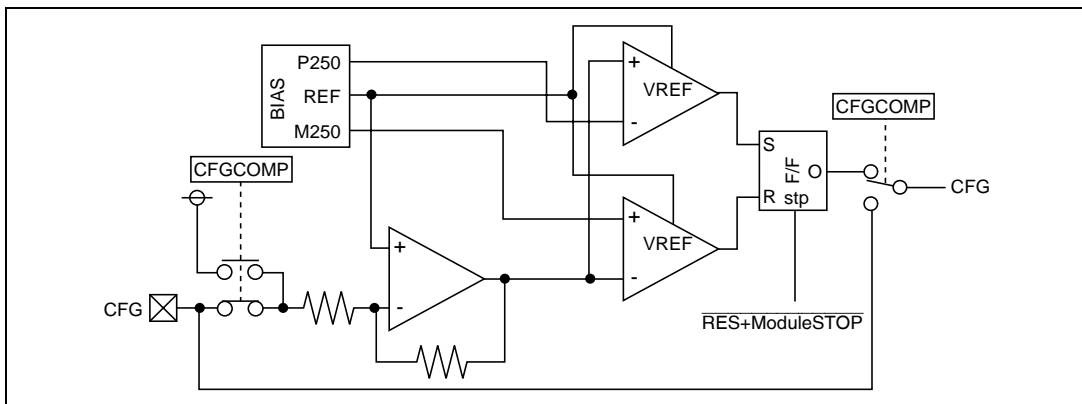 P250
REF
M250
BIAS
+
VREF
-
CFGCOMP
S
F/F
O
R
stp
CFG
CFGCOMP
+
VREF
-
+
-
CFG
RES+ModuleSTOP